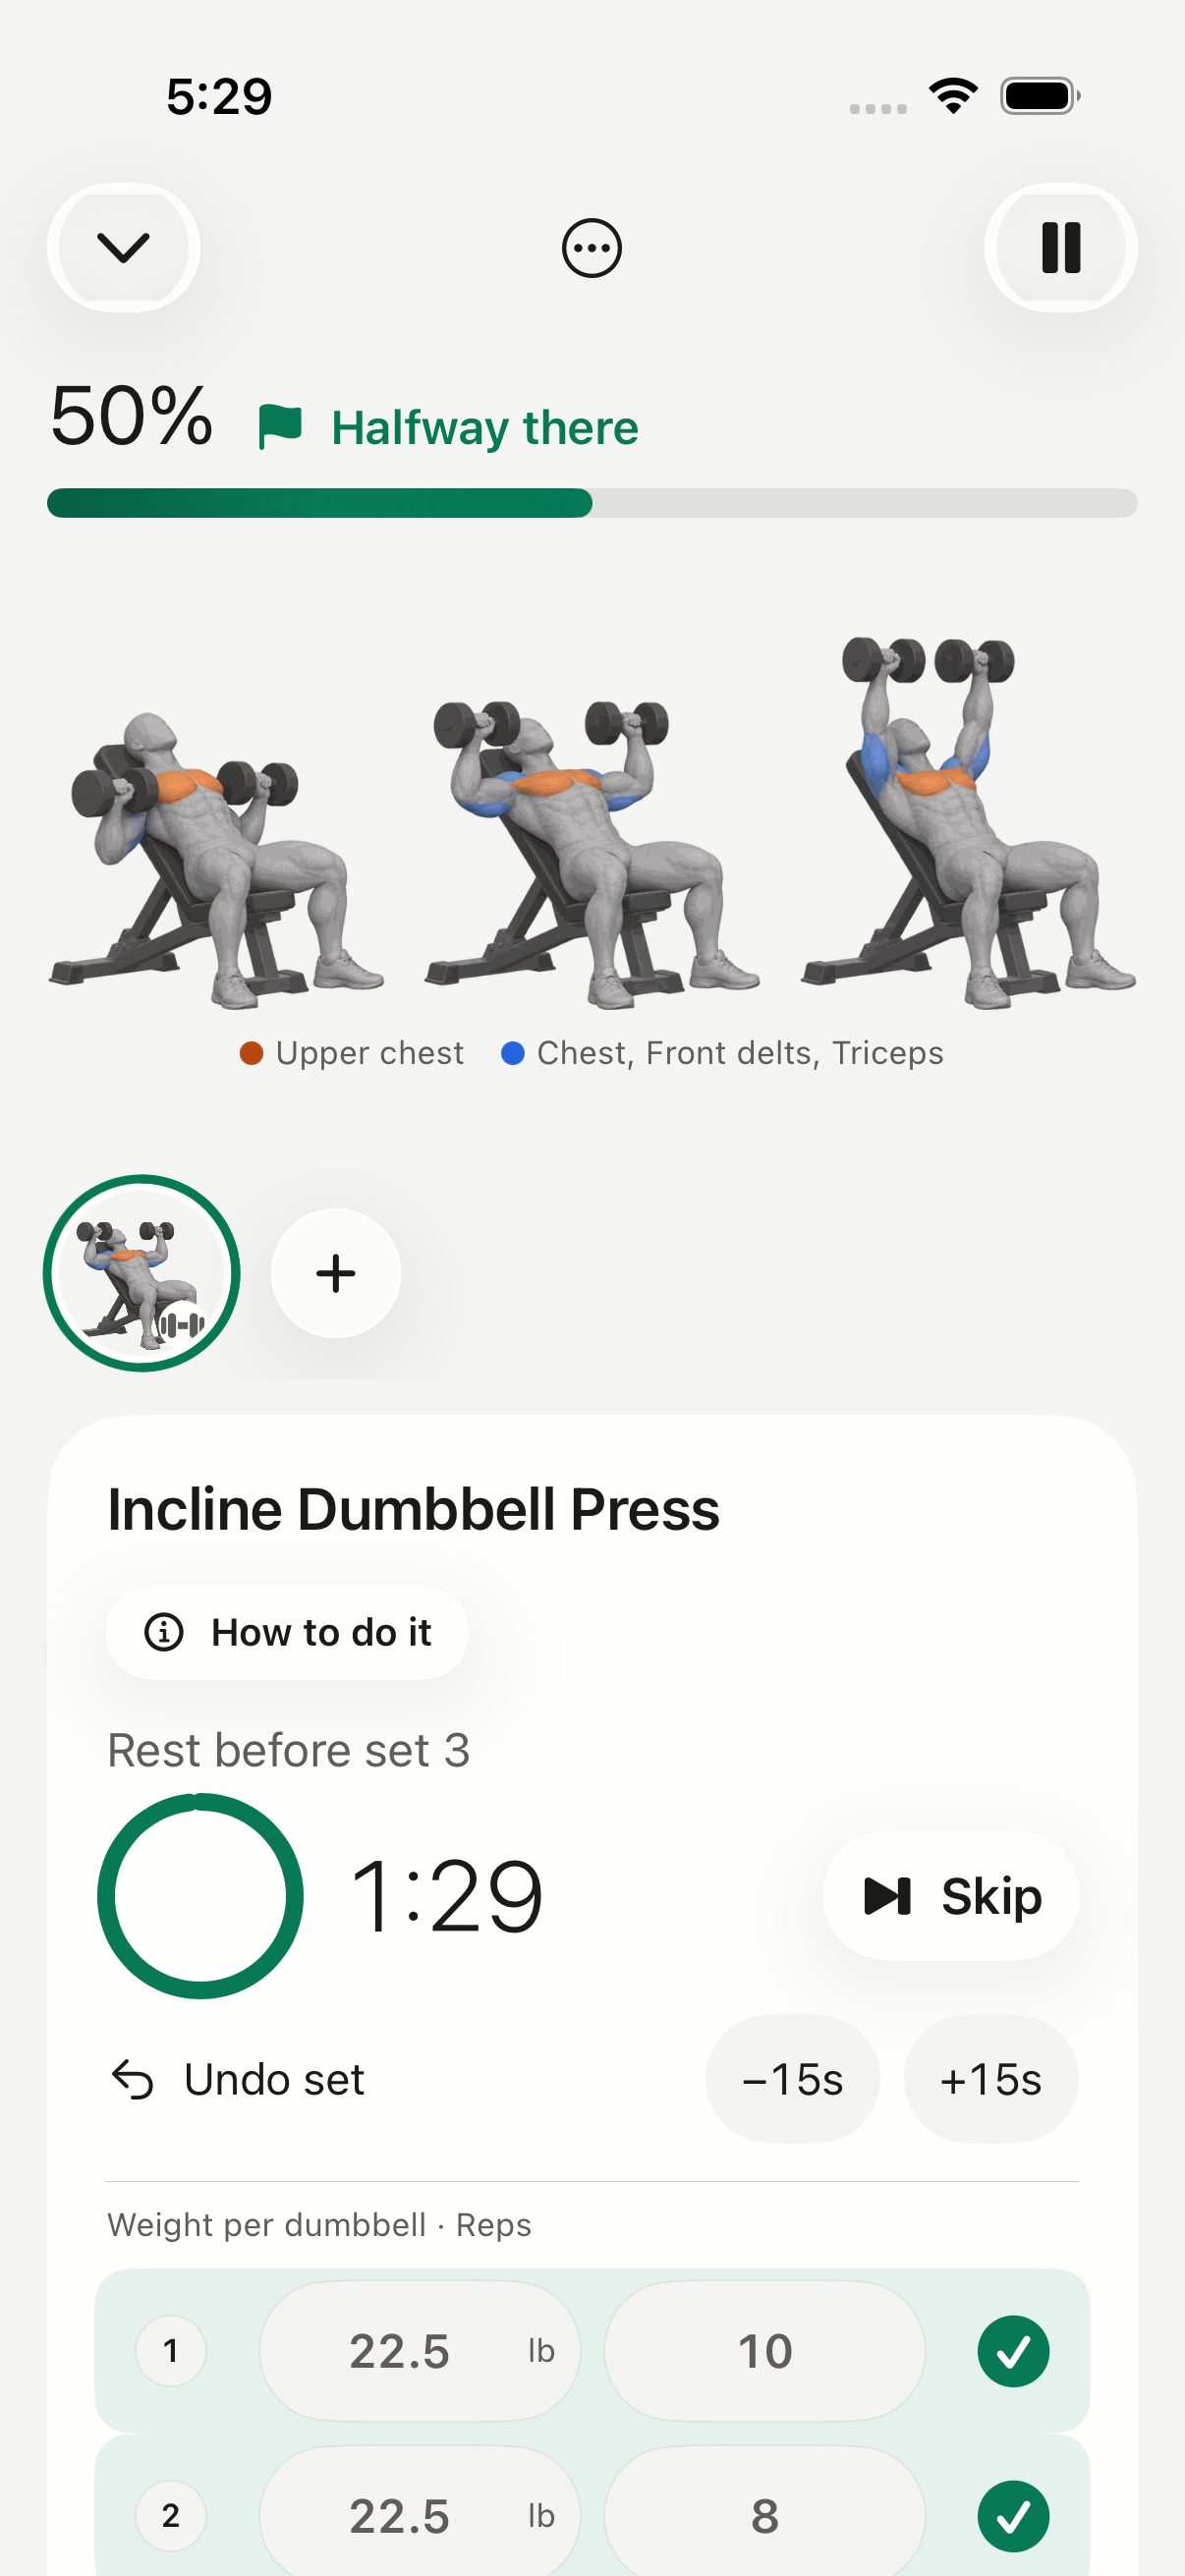 5:29
50% Halfway there
Upper chest Chest, Front delts, Triceps
Incline Dumbbell Press
How to do it
Rest before set 3
1:29 Skip
Undo set −15s +15s
Weight per dumbbell · Reps
1 22.5 lb 10
2 22.5 lb 8